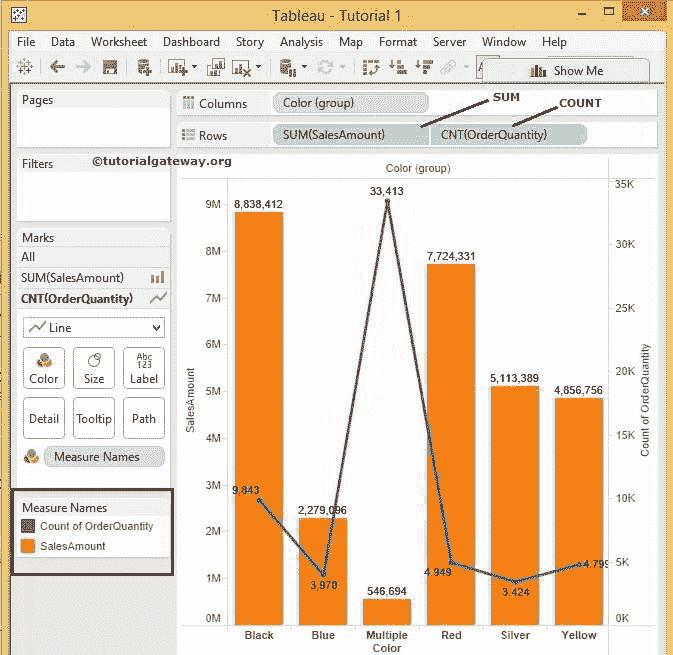 Tableau - Tutorial 1
File Data Worksheet Dashboard Story Analysis Map Format Server Window Help
Show Me
Pages
Columns Color (group)
SUM
COUNT
Rows SUM(SalesAmount) CNT(OrderQuantity)
Filters
©tutorialgateway.org
Marks
All
SUM(SalesAmount)
CNT(OrderQuantity)
Line
Color Size Abc 123 Label
Detail Tooltip Path
Measure Names
Measure Names
Count of OrderQuantity
SalesAmount
Color (group)
SalesAmount
9M
8M
7M
6M
5M
4M
3M
2M
1M
0M
8,838,412
33,413
7,724,331
5,113,389
4,856,756
9,843
2,279,096
3,970
546,694
4,949
3,424
4,799
35K
30K
25K
20K
15K
10K
5K
0K
Count of OrderQuantity
Black Blue Multiple Color Red Silver Yellow